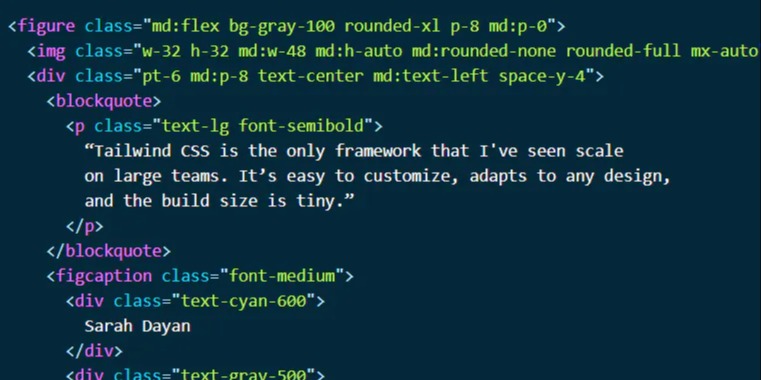 <figure class="md:flex bg-gray-100 rounded-xl p-8 md:p-0">
<img class="w-32 h-32 md:w-48 md:h-auto md:rounded-none rounded-full mx-auto
<div class="pt-6 md:p-8 text-center md:text-left space-y-4">
<blockquote>
<p class="text-lg font-semibold">
“Tailwind CSS is the only framework that I've seen scale
on large teams. It’s easy to customize, adapts to any design,
and the build size is tiny.”
</p>
</blockquote>
<figcaption class="font-medium">
<div class="text-cyan-600">
Sarah Dayan
</div>
<div class="text-gray-500">